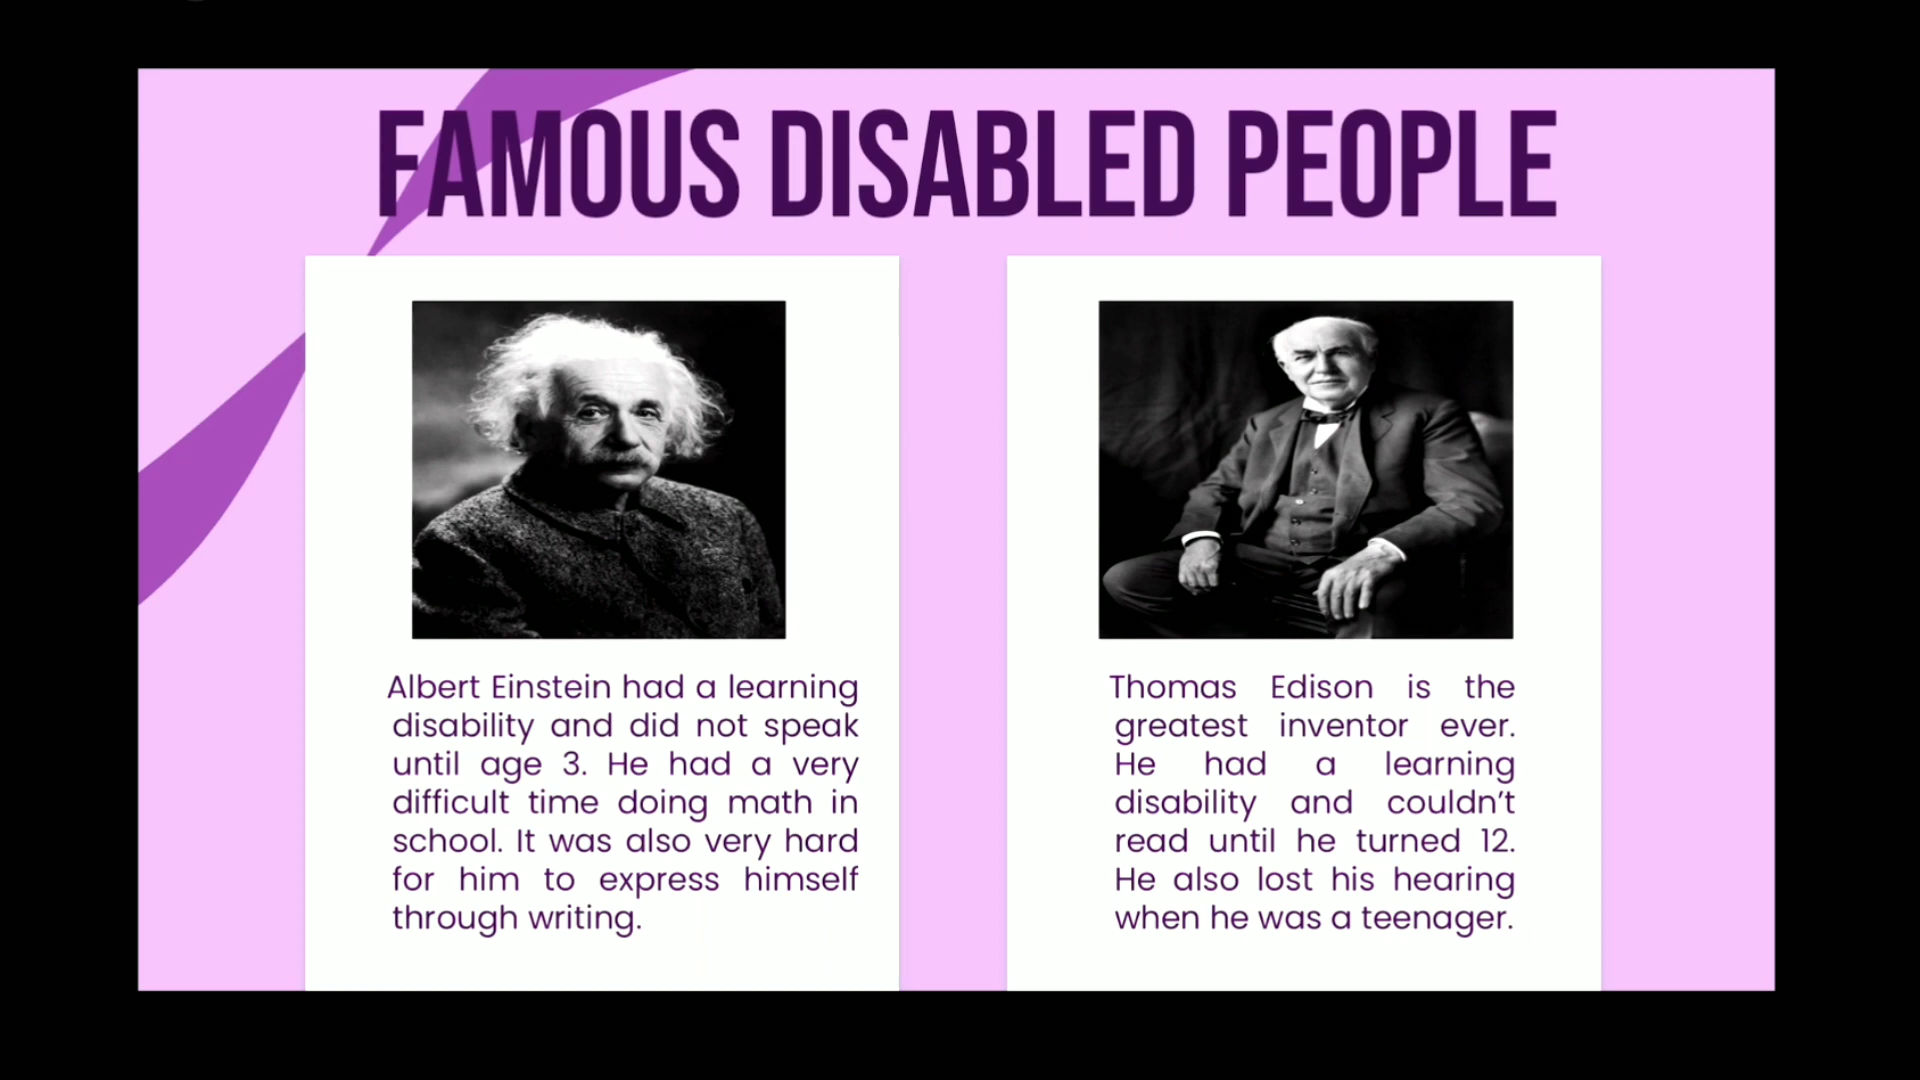 FAMOUS DISABLED PEOPLE
Albert Einstein had a learning
disability and did not speak
until age 3. He had a very
difficult time doing math in
school. It was also very hard
for him to express himself
through writing.
Thomas Edison is the
greatest inventor ever.
He had a learning
disability and couldn’t
read until he turned 12.
He also lost his hearing
when he was a teenager.